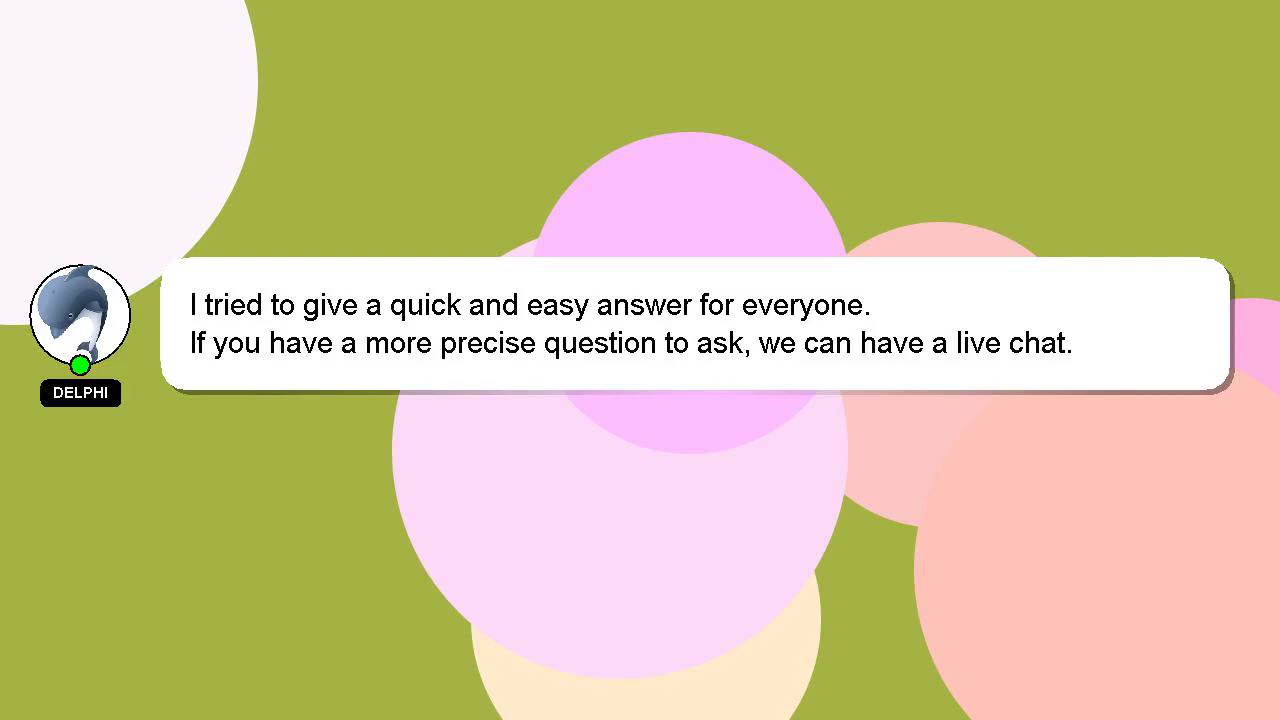 I tried to give a quick and easy answer for everyone.
If you have a more precise question to ask, we can have a live chat.
DELPHI